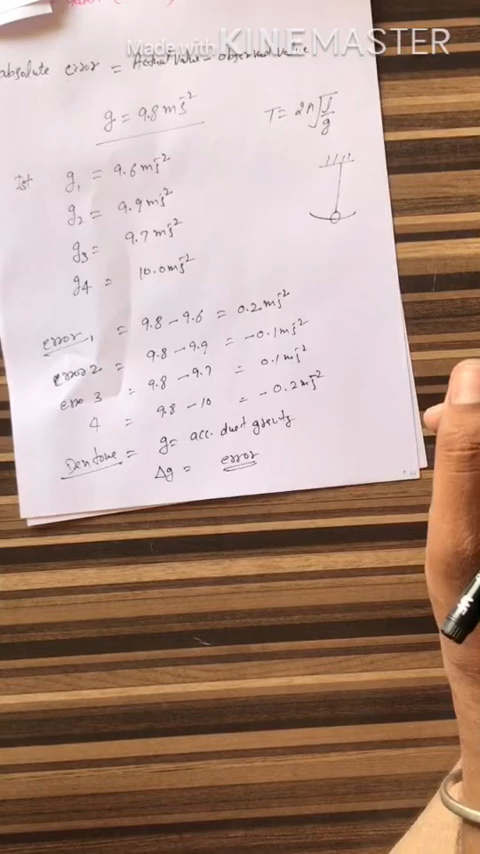 Made with KINEMASTER
absolute error = Actual value - observed value
g = 9.8 ms⁻²
T = 2π√l/g
Ist g₁ = 9.6 ms⁻²
g₂ = 9.9 ms⁻²
g₃ = 9.7 ms⁻²
g₄ = 10.0 ms⁻²
error₁ = 9.8 - 9.6 = 0.2 ms⁻²
error 2 = 9.8 - 9.9 = -0.1 ms⁻²
erro 3 = 9.8 - 9.7 = 0.1 ms⁻²
4 = 9.8 - 10 = -0.2 ms⁻²
= g = acc. due to gravity
Δg = error